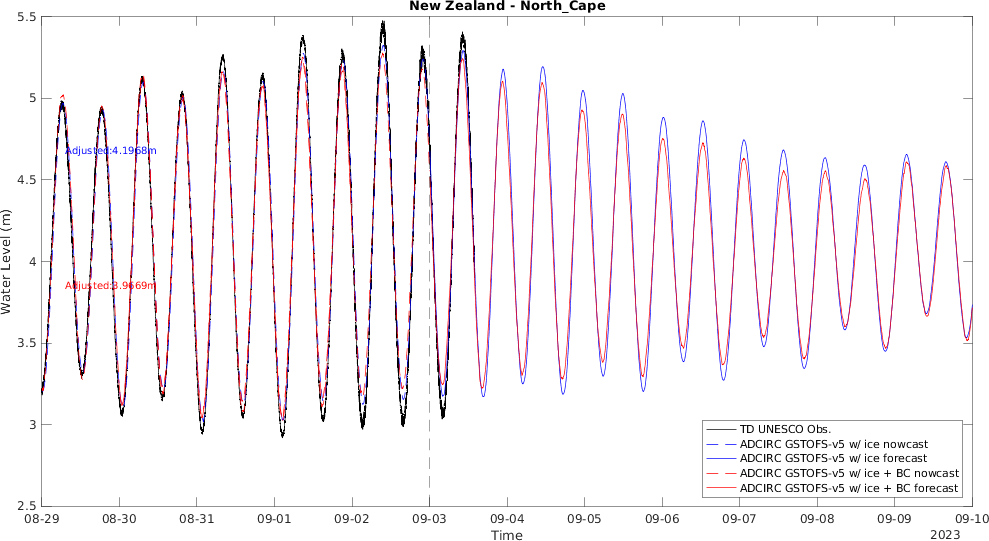 New Zealand - North_Cape
5.5
5
4.5
4
3.5
3
2.5
Water Level (m)
Adjusted:4.1968m
Adjusted:3.9669m
TD UNESCO Obs.
ADCIRC GSTOFS-v5 w/ ice nowcast
ADCIRC GSTOFS-v5 w/ ice forecast
ADCIRC GSTOFS-v5 w/ ice + BC nowcast
ADCIRC GSTOFS-v5 w/ ice + BC forecast
08-29 08-30 08-31 09-01 09-02 09-03 09-04 09-05 09-06 09-07 09-08 09-09 09-10
Time
2023